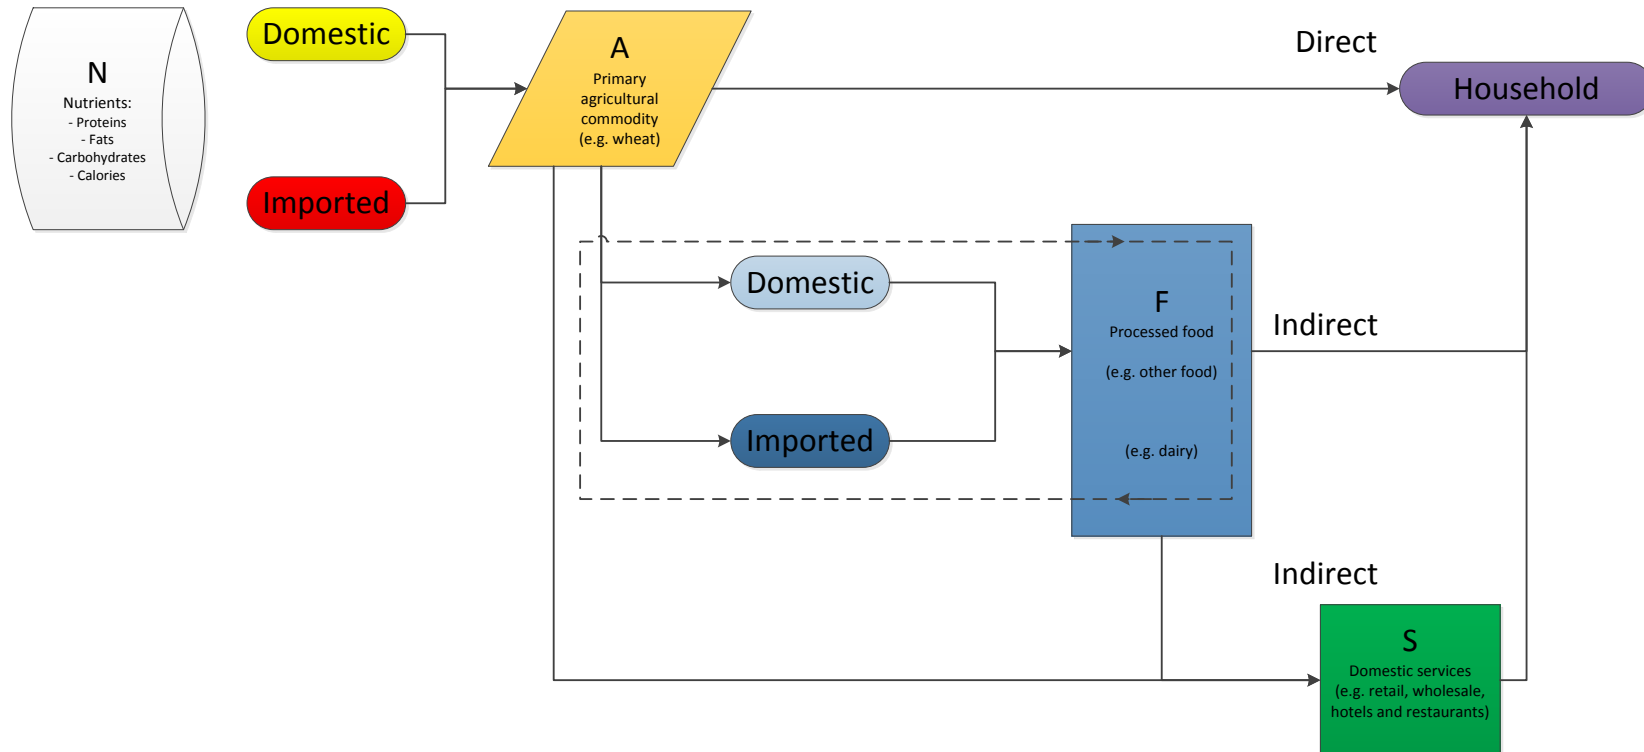 N
Nutrients:
- Proteins
- Fats
- Carbohydrates
- Calories
Domestic
Imported
A
Primary
agricultural
commodity
(e.g. wheat)
Direct
Household
Domestic
Imported
F
Processed food
(e.g. other food)
(e.g. dairy)
Indirect
Indirect
S
Domestic services
(e.g. retail, wholesale,
hotels and restaurants)